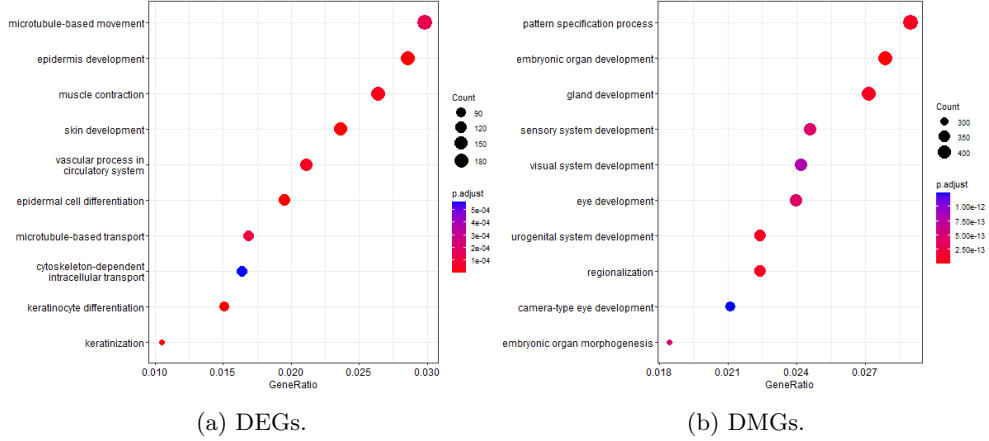 microtubule-based movement
epidermis development
muscle contraction
skin development
vascular process in
circulatory system
epidermal cell differentiation
microtubule-based transport
cytoskeleton-dependent
intracellular transport
keratinocyte differentiation
keratinization
0.010 0.015 0.020 0.025 0.030
GeneRatio
Count
90
120
150
180
p.adjust
5e-04
4e-04
3e-04
2e-04
1e-04
(a) DEGs.
pattern specification process
embryonic organ development
gland development
sensory system development
visual system development
eye development
urogenital system development
regionalization
camera-type eye development
embryonic organ morphogenesis
0.018 0.021 0.024 0.027
GeneRatio
Count
300
350
400
p.adjust
1.00e-12
7.50e-13
5.00e-13
2.50e-13
(b) DMGs.